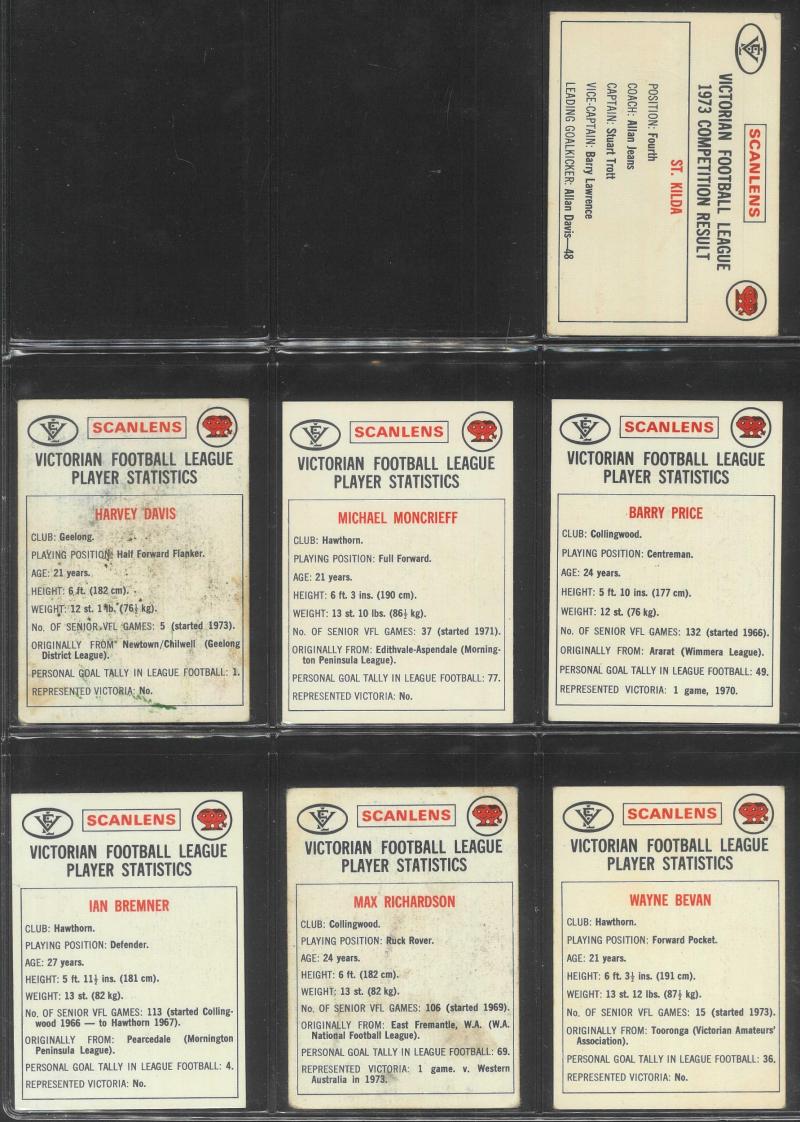 SCANLENS
VICTORIAN FOOTBALL LEAGUE
1973 COMPETITION RESULT
ST. KILDA
POSITION: Fourth
COACH: Allan Jeans
CAPTAIN: Stuart Trott
VICE-CAPTAIN: Barry Lawrence
LEADING GOALKICKER: Allan Davis—48
SCANLENS
VICTORIAN FOOTBALL LEAGUE
PLAYER STATISTICS
HARVEY DAVIS
CLUB: Geelong.
PLAYING POSITION: Half Forward Flanker.
AGE: 21 years.
HEIGHT: 6 ft. (182 cm).
WEIGHT: 12 st. 1 lb. (76½ kg).
No. OF SENIOR VFL GAMES: 5 (started 1973).
ORIGINALLY FROM: Newtown/Chilwell (Geelong
District League).
PERSONAL GOAL TALLY IN LEAGUE FOOTBALL: 1.
REPRESENTED VICTORIA: No.
SCANLENS
VICTORIAN FOOTBALL LEAGUE
PLAYER STATISTICS
MICHAEL MONCRIEFF
CLUB: Hawthorn.
PLAYING POSITION: Full Forward.
AGE: 21 years.
HEIGHT: 6 ft. 3 ins. (190 cm).
WEIGHT: 13 st. 10 lbs. (86½ kg).
No. OF SENIOR VFL GAMES: 37 (started 1971).
ORIGINALLY FROM: Edithvale-Aspendale (Morning-
ton Peninsula League).
PERSONAL GOAL TALLY IN LEAGUE FOOTBALL: 77.
REPRESENTED VICTORIA: No.
SCANLENS
VICTORIAN FOOTBALL LEAGUE
PLAYER STATISTICS
BARRY PRICE
CLUB: Collingwood.
PLAYING POSITION: Centreman.
AGE: 24 years.
HEIGHT: 5 ft. 10 ins. (177 cm).
WEIGHT: 12 st. (76 kg).
No. OF SENIOR VFL GAMES: 132 (started 1966).
ORIGINALLY FROM: Ararat (Wimmera League).
PERSONAL GOAL TALLY IN LEAGUE FOOTBALL: 49.
REPRESENTED VICTORIA: 1 game, 1970.
SCANLENS
VICTORIAN FOOTBALL LEAGUE
PLAYER STATISTICS
IAN BREMNER
CLUB: Hawthorn.
PLAYING POSITION: Defender.
AGE: 27 years.
HEIGHT: 5 ft. 11½ ins. (181 cm).
WEIGHT: 13 st. (82 kg).
No. OF SENIOR VFL GAMES: 113 (started Colling-
wood 1966 — to Hawthorn 1967).
ORIGINALLY FROM: Pearcedale (Mornington
Peninsula League).
PERSONAL GOAL TALLY IN LEAGUE FOOTBALL: 4.
REPRESENTED VICTORIA: No.
SCANLENS
VICTORIAN FOOTBALL LEAGUE
PLAYER STATISTICS
MAX RICHARDSON
CLUB: Collingwood.
PLAYING POSITION: Ruck Rover.
AGE: 24 years.
HEIGHT: 6 ft. (182 cm).
WEIGHT: 13 st. (82 kg).
No. OF SENIOR VFL GAMES: 106 (started 1969).
ORIGINALLY FROM: East Fremantle, W.A. (W.A.
National Football League).
PERSONAL GOAL TALLY IN LEAGUE FOOTBALL: 69.
REPRESENTED VICTORIA: 1 game. v. Western
Australia in 1973.
SCANLENS
VICTORIAN FOOTBALL LEAGUE
PLAYER STATISTICS
WAYNE BEVAN
CLUB: Hawthorn.
PLAYING POSITION: Forward Pocket.
AGE: 21 years.
HEIGHT: 6 ft. 3½ ins. (191 cm).
WEIGHT: 13 st. 12 lbs. (87½ kg).
No. OF SENIOR VFL GAMES: 15 (started 1973).
ORIGINALLY FROM: Tooronga (Victorian Amateurs'
Association).
PERSONAL GOAL TALLY IN LEAGUE FOOTBALL: 36.
REPRESENTED VICTORIA: No.